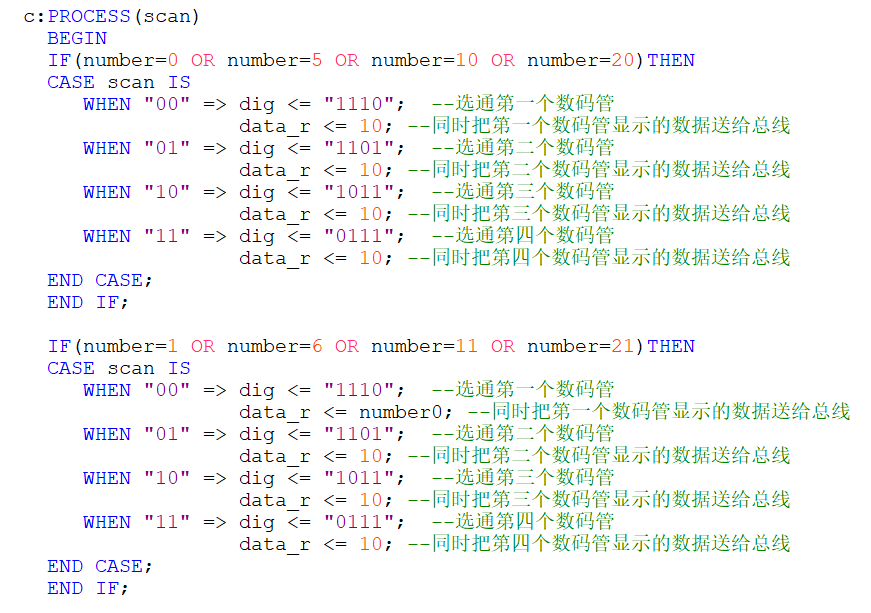 c:PROCESS(scan)
BEGIN
IF(number=0 OR number=5 OR number=10 OR number=20)THEN
CASE scan IS
WHEN "00" => dig <= "1110"; --选通第一个数码管
data_r <= 10; --同时把第一个数码管显示的数据送给总线
WHEN "01" => dig <= "1101"; --选通第二个数码管
data_r <= 10; --同时把第二个数码管显示的数据送给总线
WHEN "10" => dig <= "1011"; --选通第三个数码管
data_r <= 10; --同时把第三个数码管显示的数据送给总线
WHEN "11" => dig <= "0111"; --选通第四个数码管
data_r <= 10; --同时把第四个数码管显示的数据送给总线
END CASE;
END IF;
IF(number=1 OR number=6 OR number=11 OR number=21)THEN
CASE scan IS
WHEN "00" => dig <= "1110"; --选通第一个数码管
data_r <= number0; --同时把第一个数码管显示的数据送给总线
WHEN "01" => dig <= "1101"; --选通第二个数码管
data_r <= 10; --同时把第二个数码管显示的数据送给总线
WHEN "10" => dig <= "1011"; --选通第三个数码管
data_r <= 10; --同时把第三个数码管显示的数据送给总线
WHEN "11" => dig <= "0111"; --选通第四个数码管
data_r <= 10; --同时把第四个数码管显示的数据送给总线
END CASE;
END IF;